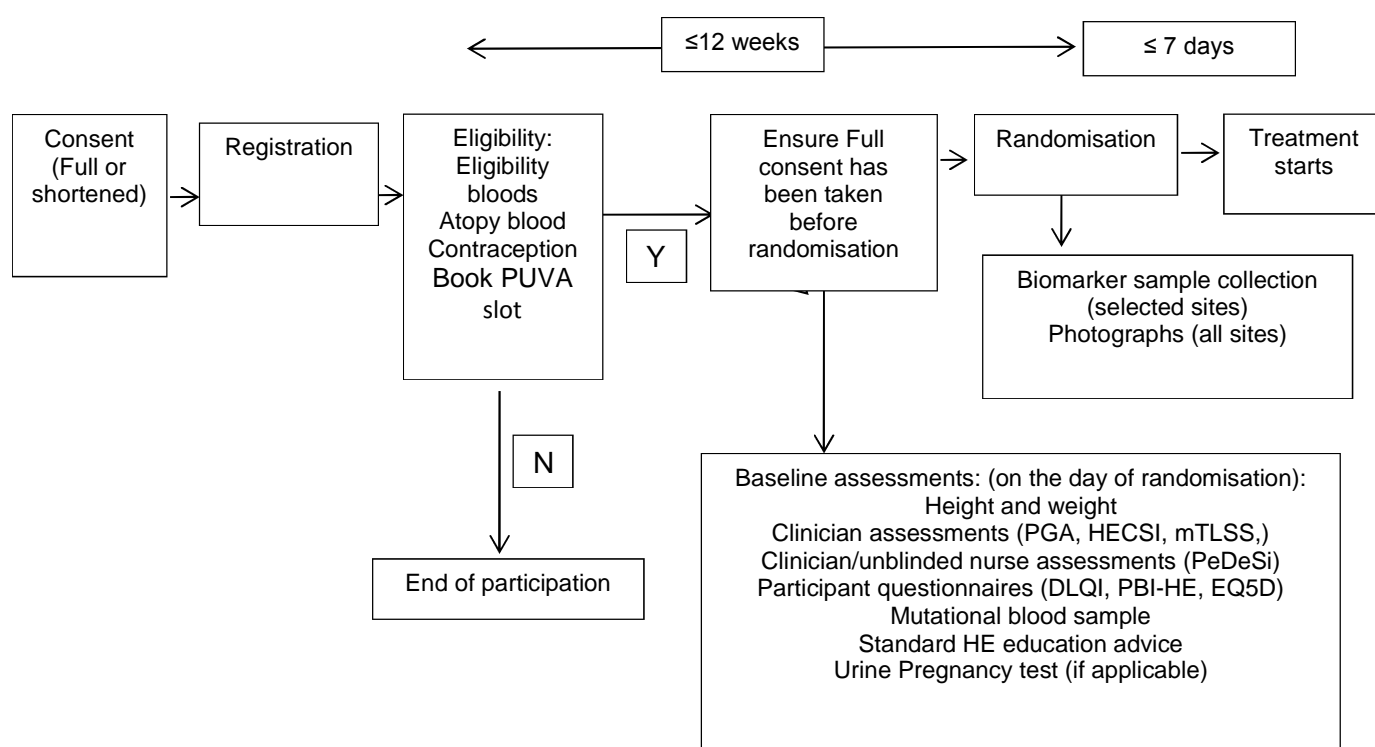 ≤12 weeks
≤ 7 days
Consent
(Full or
shortened)
Registration
Eligibility:
Eligibility
bloods
Atopy blood
Contraception
Book PUVA
slot
Y
N
End of participation
Ensure Full
consent has
been taken
before
randomisation
Randomisation
Treatment
starts
Biomarker sample collection
(selected sites)
Photographs (all sites)
Baseline assessments: (on the day of randomisation):
Height and weight
Clinician assessments (PGA, HECSI, mTLSS,)
Clinician/unblinded nurse assessments (PeDeSi)
Participant questionnaires (DLQI, PBI-HE, EQ5D)
Mutational blood sample
Standard HE education advice
Urine Pregnancy test (if applicable)